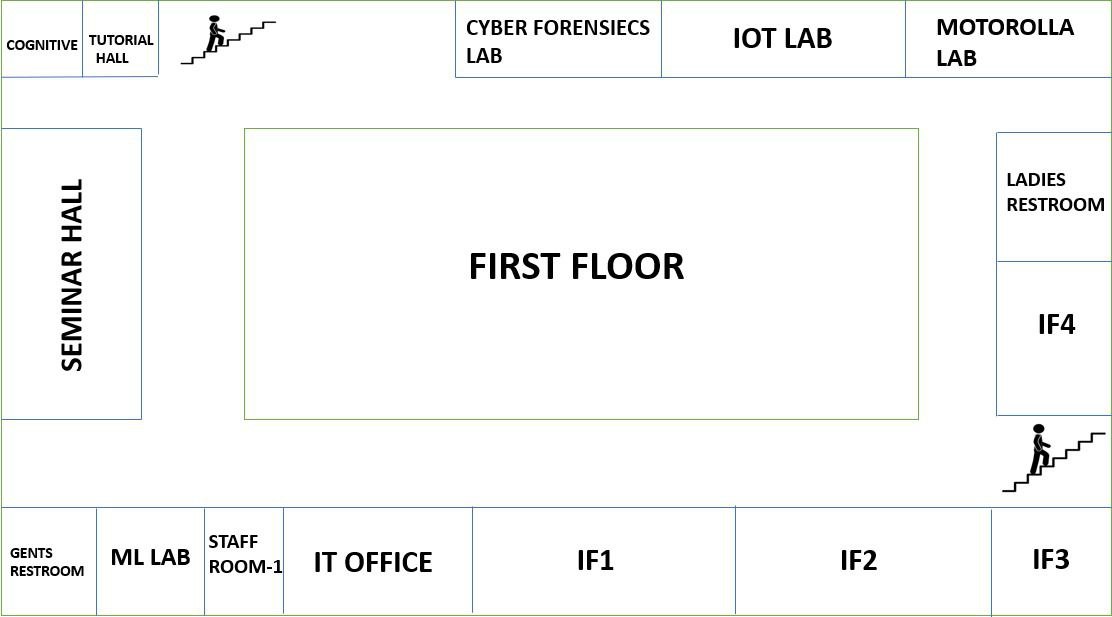 COGNITIVE
TUTORIAL
HALL
CYBER FORENSIECS
LAB
IOT LAB
MOTOROLLA
LAB
SEMINAR HALL
FIRST FLOOR
LADIES
RESTROOM
IF4
GENTS
RESTROOM
ML LAB
STAFF
ROOM-1
IT OFFICE
IF1
IF2
IF3